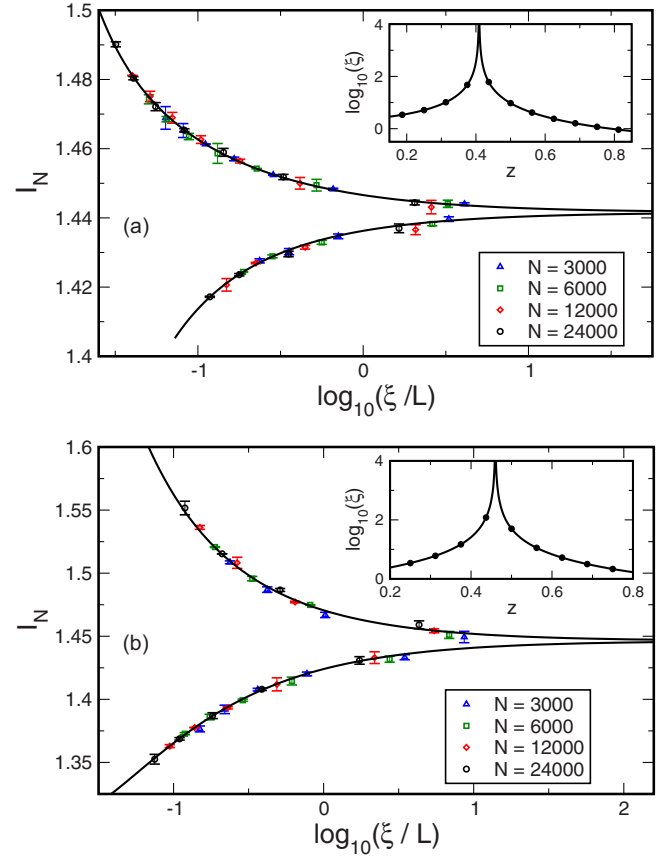 1.5
1.48
1.46
1.44
1.42
1.4
I_N
(a)
-1
0
1
log₁₀(ξ /L)
4
2
0
log₁₀(ξ)
0.2
0.4
0.6
0.8
z
N = 3000
N = 6000
N = 12000
N = 24000
1.6
1.55
1.5
1.45
1.4
1.35
I_N
(b)
-1
0
1
2
log₁₀(ξ / L)
4
2
0
log₁₀(ξ)
0.2
0.4
0.6
0.8
z
N = 3000
N = 6000
N = 12000
N = 24000